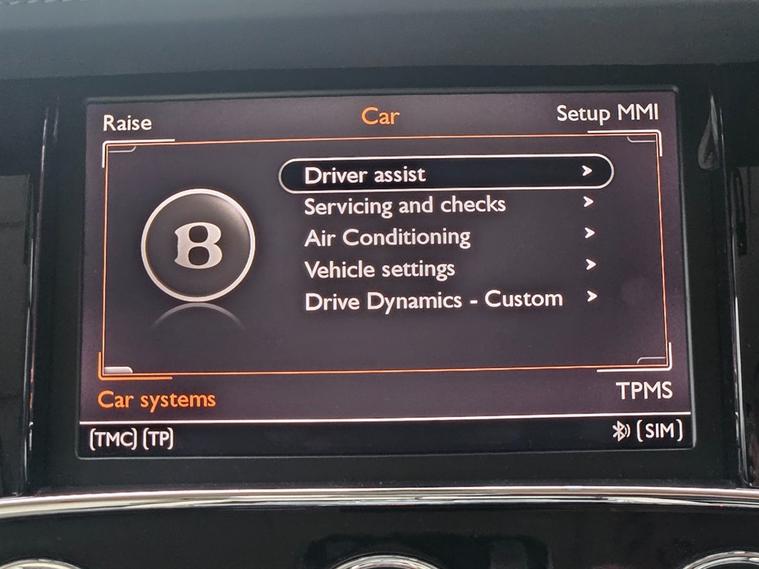 Raise
Car
Setup MMI
Driver assist
Servicing and checks
Air Conditioning
Vehicle settings
Drive Dynamics - Custom
B
Car systems
TPMS
[TMC] [TP]
[SIM]